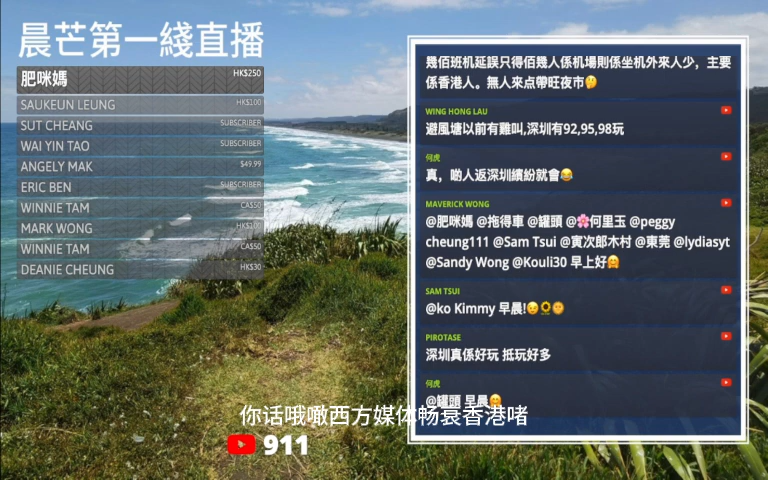 晨芒第一綫直播
肥咪媽 HK$250
SAUKEUN LEUNG HK$100
SUT CHEANG SUBSCRIBER
WAI YIN TAO SUBSCRIBER
ANGELY MAK $49.99
ERIC BEN SUBSCRIBER
WINNIE TAM CA$50
MARK WONG HK$100
WINNIE TAM CA$50
DEANIE CHEUNG HK$30
幾佰班机延誤只得佰幾人係机場則係坐机外來人少，主要
係香港人。無人來点帶旺夜市🤔
WING HONG LAU
避風塘以前有雞叫,深圳有92,95,98玩
何虎
真，啲人返深圳繽紛就會😂
MAVERICK WONG
@肥咪媽 @拖得車 @罐頭 @🌸何里玉 @peggy
cheung111 @Sam Tsui @寅次郎木村 @東莞 @lydiasyt
@Sandy Wong @Kouli30 早上好🤗
SAM TSUI
@ko Kimmy 早晨!😉🌻🌞
PIROTASE
深圳真係好玩 抵玩好多
何虎
@罐頭 早晨🤗
你话哦噉西方媒体畅衰香港啫
911